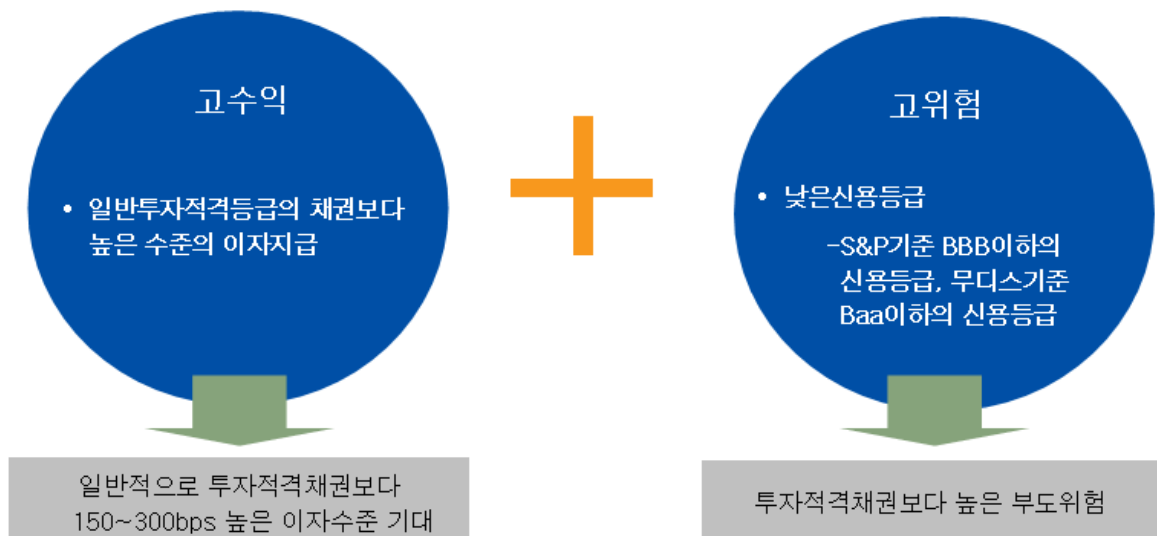 고수익
• 일반투자적격등급의 채권보다
높은 수준의 이자지급
일반적으로 투자적격채권보다
150~300bps 높은 이자수준 기대
고위험
• 낮은신용등급
-S&P기준 BBB이하의
신용등급, 무디스기준
Baa이하의 신용등급
투자적격채권보다 높은 부도위험